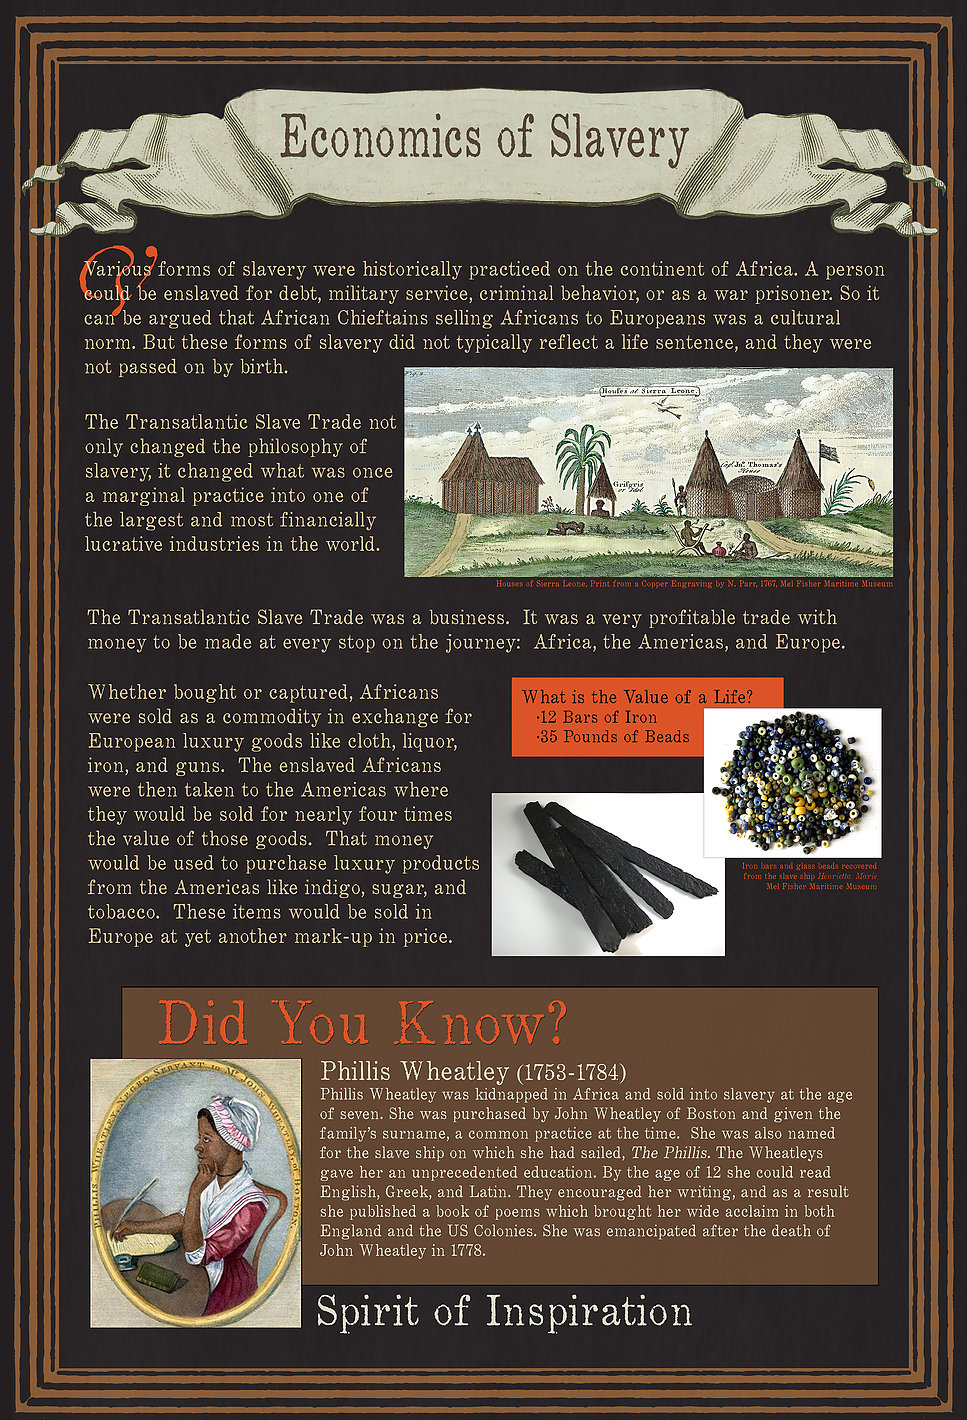 Economics of Slavery
Various forms of slavery were historically practiced on the continent of Africa. A person
could be enslaved for debt, military service, criminal behavior, or as a war prisoner. So it
can be argued that African Chieftains selling Africans to Europeans was a cultural
norm. But these forms of slavery did not typically reflect a life sentence, and they were
not passed on by birth.
The Transatlantic Slave Trade not
only changed the philosophy of
slavery, it changed what was once
a marginal practice into one of
the largest and most financially
lucrative industries in the world.
Houses at Sierra Leone.
Grifgris
or Idol
Capt. Jno. Thomas's
House
Houses of Sierra Leone, Print from a Copper Engraving by N. Parr, 1767, Mel Fisher Maritime Museum
The Transatlantic Slave Trade was a business.  It was a very profitable trade with
money to be made at every stop on the journey:  Africa, the Americas, and Europe.
Whether bought or captured, Africans
were sold as a commodity in exchange for
European luxury goods like cloth, liquor,
iron, and guns.  The enslaved Africans
were then taken to the Americas where
they would be sold for nearly four times
the value of those goods.  That money
would be used to purchase luxury products
from the Americas like indigo, sugar, and
tobacco.  These items would be sold in
Europe at yet another mark-up in price.
What is the Value of a Life?
·12 Bars of Iron
·35 Pounds of Beads
Iron bars and glass beads recovered
from the slave ship Henrietta Marie
Mel Fisher Maritime Museum
Did You Know?
PHILLIS WHEATLEY, NEGRO SERVANT to Mr. JOHN WHEATLEY, of BOSTON
Phillis Wheatley (1753-1784)
Phillis Wheatley was kidnapped in Africa and sold into slavery at the age
of seven. She was purchased by John Wheatley of Boston and given the
family's surname, a common practice at the time.  She was also named
for the slave ship on which she had sailed, The Phillis. The Wheatleys
gave her an unprecedented education. By the age of 12 she could read
English, Greek, and Latin. They encouraged her writing, and as a result
she published a book of poems which brought her wide acclaim in both
England and the US Colonies. She was emancipated after the death of
John Wheatley in 1778.
Spirit of Inspiration